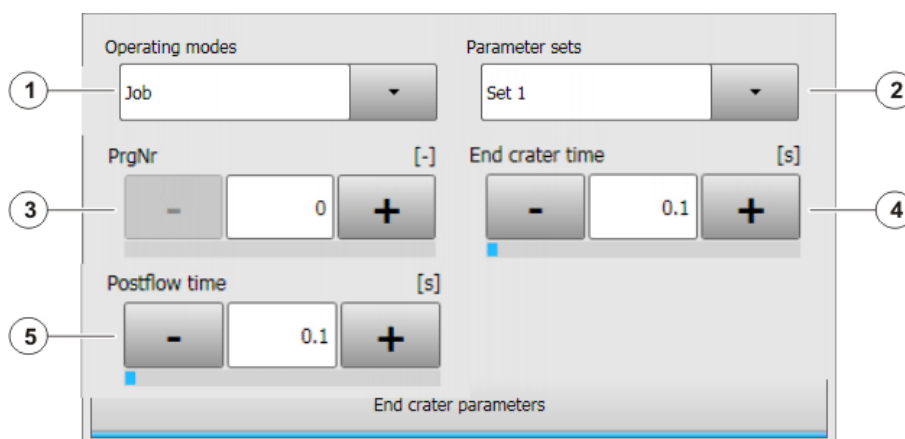 Operating modes
Parameter sets
1
Job
Set 1
2
PrgNr [-]
End crater time [s]
3
- 0 +
- 0.1 +
4
Postflow time [s]
5
- 0.1 +
End crater parameters